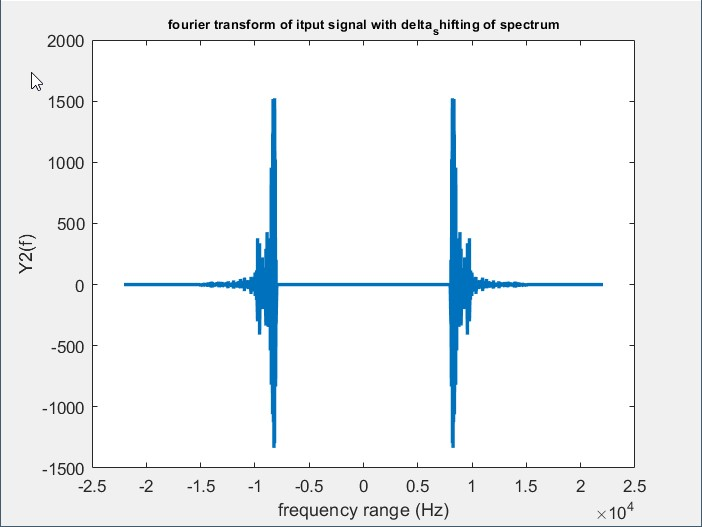 fourier transform of itput signal with delta_shifting of spectrum
2000
1500
1000
500
0
-500
-1000
-1500
Y2(f)
-2.5 -2 -1.5 -1 -0.5 0 0.5 1 1.5 2 2.5
frequency range (Hz)
×10^4